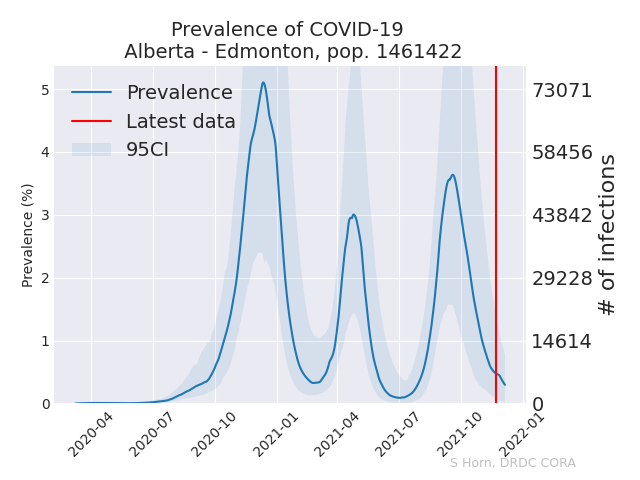 Prevalence of COVID-19
Alberta - Edmonton, pop. 1461422
Prevalence
Latest data
95CI
Prevalence (%)
5
4
3
2
1
0
73071
58456
43842
29228
14614
0
# of infections
2020-04
2020-07
2020-10
2021-01
2021-04
2021-07
2021-10
2022-01
S Horn, DRDC CORA